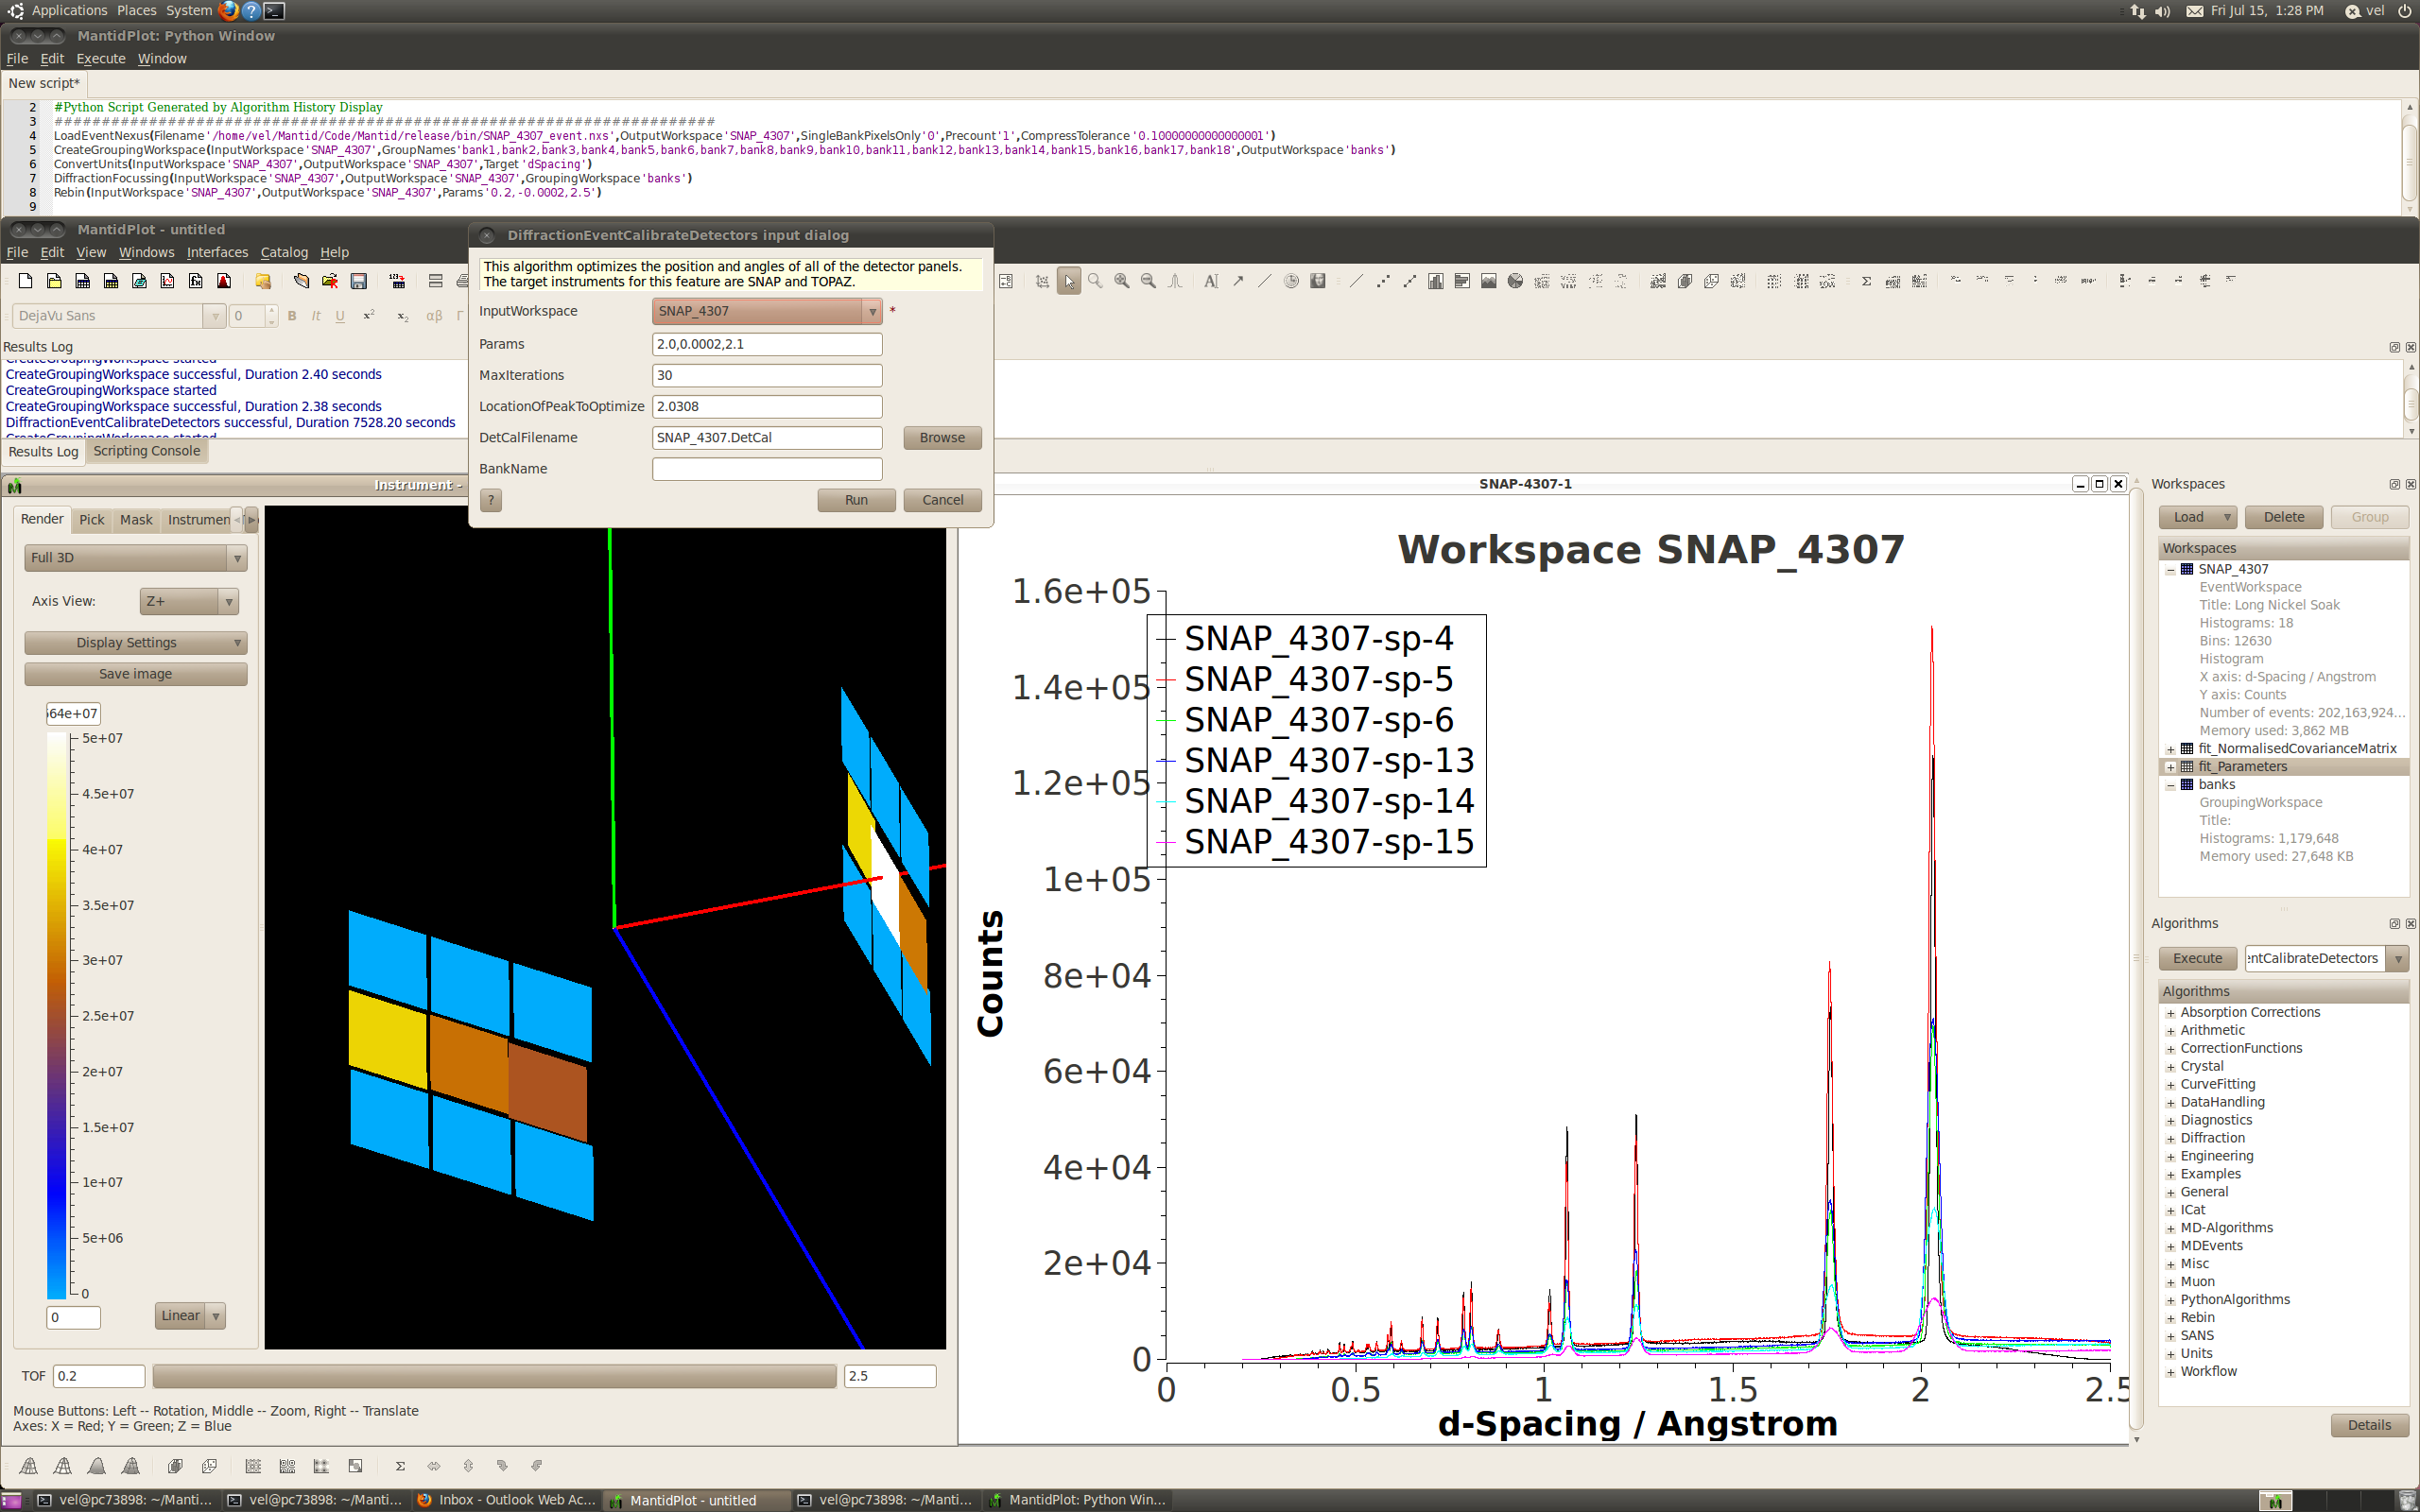 Applications Places System
Fri Jul 15, 1:28 PM
vel
MantidPlot: Python Window
File Edit Execute Window
New script*
2 #Python Script Generated by Algorithm History Display
3 ######################################################################
4 LoadEventNexus(Filename'/home/vel/Mantid/Code/Mantid/release/bin/SNAP_4307_event.nxs',OutputWorkspace'SNAP_4307',SingleBankPixelsOnly'0',Precount'1',CompressTolerance'0.10000000000000001')
5 CreateGroupingWorkspace(InputWorkspace'SNAP_4307',GroupNames'bank1,bank2,bank3,bank4,bank5,bank6,bank7,bank8,bank9,bank10,bank11,bank12,bank13,bank14,bank15,bank16,bank17,bank18',OutputWorkspace'banks')
6 ConvertUnits(InputWorkspace'SNAP_4307',OutputWorkspace'SNAP_4307',Target'dSpacing')
7 DiffractionFocussing(InputWorkspace'SNAP_4307',OutputWorkspace'SNAP_4307',GroupingWorkspace'banks')
8 Rebin(InputWorkspace'SNAP_4307',OutputWorkspace'SNAP_4307',Params'0.2,-0.0002,2.5')
9
MantidPlot - untitled
File Edit View Windows Interfaces Catalog Help
DejaVu Sans
0
B It U x² x₂ αβ Γ
Results Log
CreateGroupingWorkspace started
CreateGroupingWorkspace successful, Duration 2.40 seconds
CreateGroupingWorkspace started
CreateGroupingWorkspace successful, Duration 2.38 seconds
DiffractionEventCalibrateDetectors successful, Duration 7528.20 seconds
CreateGroupingWorkspace started
Results Log
Scripting Console
DiffractionEventCalibrateDetectors input dialog
This algorithm optimizes the position and angles of all of the detector panels.
The target instruments for this feature are SNAP and TOPAZ.
InputWorkspace SNAP_4307 *
Params 2.0,0.0002,2.1
MaxIterations 30
LocationOfPeakToOptimize 2.0308
DetCalFilename SNAP_4307.DetCal Browse
BankName
? Run Cancel
Instrument -
Render Pick Mask Instrumen
Full 3D
Axis View: Z+
Display Settings
Save image
64e+07
5e+07
4.5e+07
4e+07
3.5e+07
3e+07
2.5e+07
2e+07
1.5e+07
1e+07
5e+06
0
0
Linear
TOF 0.2
2.5
Mouse Buttons: Left -- Rotation, Middle -- Zoom, Right -- Translate
Axes: X = Red; Y = Green; Z = Blue
SNAP-4307-1
Workspace SNAP_4307
1.6e+05
1.4e+05
1.2e+05
1e+05
8e+04
6e+04
4e+04
2e+04
0
Counts
SNAP_4307-sp-4
SNAP_4307-sp-5
SNAP_4307-sp-6
SNAP_4307-sp-13
SNAP_4307-sp-14
SNAP_4307-sp-15
0 0.5 1 1.5 2 2.5
d-Spacing / Angstrom
Workspaces
Load Delete Group
Workspaces
SNAP_4307
EventWorkspace
Title: Long Nickel Soak
Histograms: 18
Bins: 12630
Histogram
X axis: d-Spacing / Angstrom
Y axis: Counts
Number of events: 202,163,924...
Memory used: 3,862 MB
fit_NormalisedCovarianceMatrix
fit_Parameters
banks
GroupingWorkspace
Title:
Histograms: 1,179,648
Memory used: 27,648 KB
Algorithms
Execute
ntCalibrateDetectors
Algorithms
Absorption Corrections
Arithmetic
CorrectionFunctions
Crystal
CurveFitting
DataHandling
Diagnostics
Diffraction
Engineering
Examples
General
ICat
MD-Algorithms
MDEvents
Misc
Muon
PythonAlgorithms
Rebin
SANS
Units
Workflow
Details
vel@pc73898: ~/Manti...
vel@pc73898: ~/Manti...
Inbox - Outlook Web Ac...
MantidPlot - untitled
vel@pc73898: ~/Manti...
MantidPlot: Python Win...